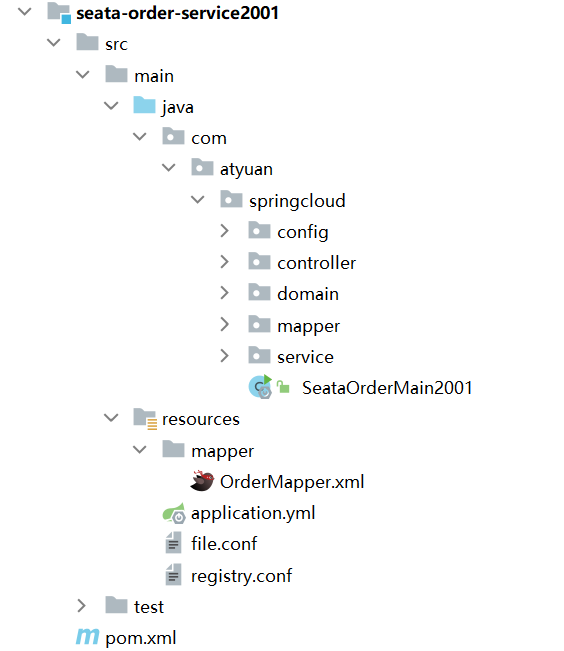 seata-order-service2001
src
main
java
com
atyuan
springcloud
config
controller
domain
mapper
service
SeataOrderMain2001
resources
mapper
OrderMapper.xml
application.yml
file.conf
registry.conf
test
pom.xml